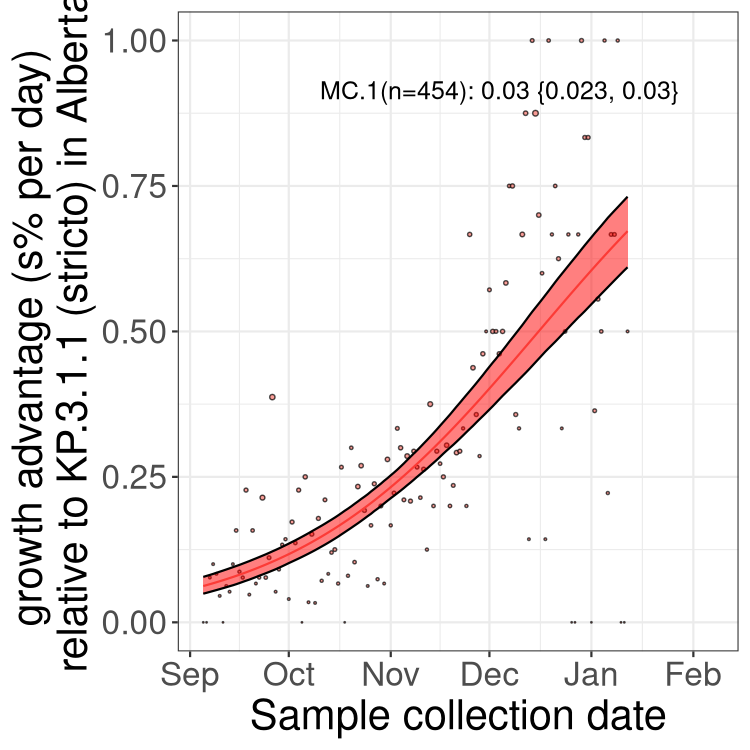 growth advantage (s% per day)
relative to KP.3.1.1 (stricto) in Alberta
1.00
0.75
0.50
0.25
0.00
MC.1(n=454): 0.03 {0.023, 0.03}
Sep Oct Nov Dec Jan Feb
Sample collection date